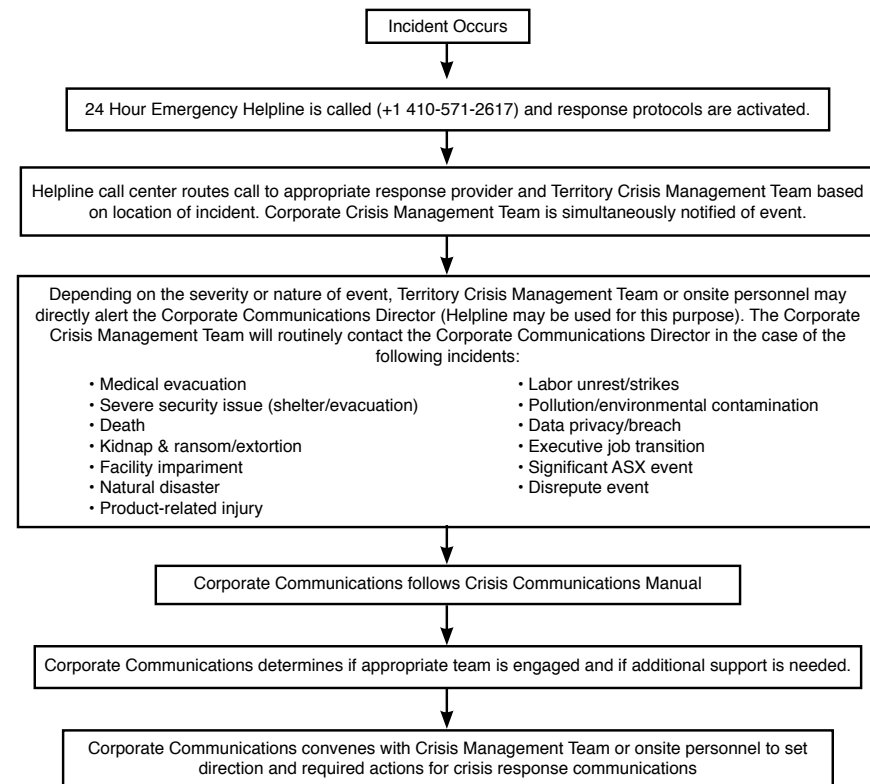 Incident Occurs
24 Hour Emergency Helpline is called (+1 410-571-2617) and response protocols are activated.
Helpline call center routes call to appropriate response provider and Territory Crisis Management Team based
on location of incident. Corporate Crisis Management Team is simultaneously notified of event.
Depending on the severity or nature of event, Territory Crisis Management Team or onsite personnel may
directly alert the Corporate Communications Director (Helpline may be used for this purpose). The Corporate
Crisis Management Team will routinely contact the Corporate Communications Director in the case of the
following incidents:
• Medical evacuation
• Severe security issue (shelter/evacuation)
• Death
• Kidnap & ransom/extortion
• Facility impariment
• Natural disaster
• Product-related injury
• Labor unrest/strikes
• Pollution/environmental contamination
• Data privacy/breach
• Executive job transition
• Significant ASX event
• Disrepute event
Corporate Communications follows Crisis Communications Manual
Corporate Communications determines if appropriate team is engaged and if additional support is needed.
Corporate Communications convenes with Crisis Management Team or onsite personnel to set
direction and required actions for crisis response communications